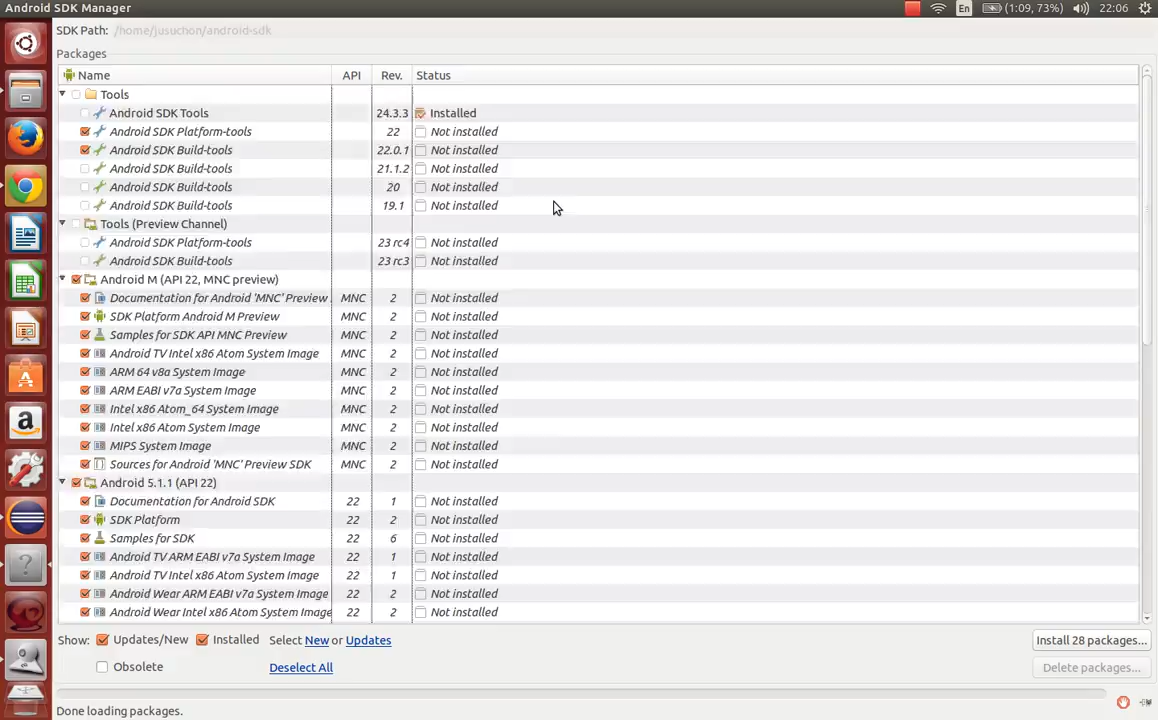 Android SDK Manager En (1:09, 73%) 22:06
SDK Path: /home/jusuchon/android-sdk
Packages
Name API Rev. Status
Tools
Android SDK Tools 24.3.3 Installed
Android SDK Platform-tools 22 Not installed
Android SDK Build-tools 22.0.1 Not installed
Android SDK Build-tools 21.1.2 Not installed
Android SDK Build-tools 20 Not installed
Android SDK Build-tools 19.1 Not installed
Tools (Preview Channel)
Android SDK Platform-tools 23 rc4 Not installed
Android SDK Build-tools 23 rc3 Not installed
Android M (API 22, MNC preview)
Documentation for Android 'MNC' Preview MNC 2 Not installed
SDK Platform Android M Preview MNC 2 Not installed
Samples for SDK API MNC Preview MNC 2 Not installed
Android TV Intel x86 Atom System Image MNC 2 Not installed
ARM 64 v8a System Image MNC 2 Not installed
ARM EABI v7a System Image MNC 2 Not installed
Intel x86 Atom_64 System Image MNC 2 Not installed
Intel x86 Atom System Image MNC 2 Not installed
MIPS System Image MNC 2 Not installed
Sources for Android 'MNC' Preview SDK MNC 2 Not installed
Android 5.1.1 (API 22)
Documentation for Android SDK 22 1 Not installed
SDK Platform 22 2 Not installed
Samples for SDK 22 6 Not installed
Android TV ARM EABI v7a System Image 22 1 Not installed
Android TV Intel x86 Atom System Image 22 1 Not installed
Android Wear ARM EABI v7a System Image 22 2 Not installed
Android Wear Intel x86 Atom System Image 22 2 Not installed
Show: Updates/New Installed Select New or Updates Install 28 packages...
Obsolete Deselect All Delete packages...
Done loading packages.